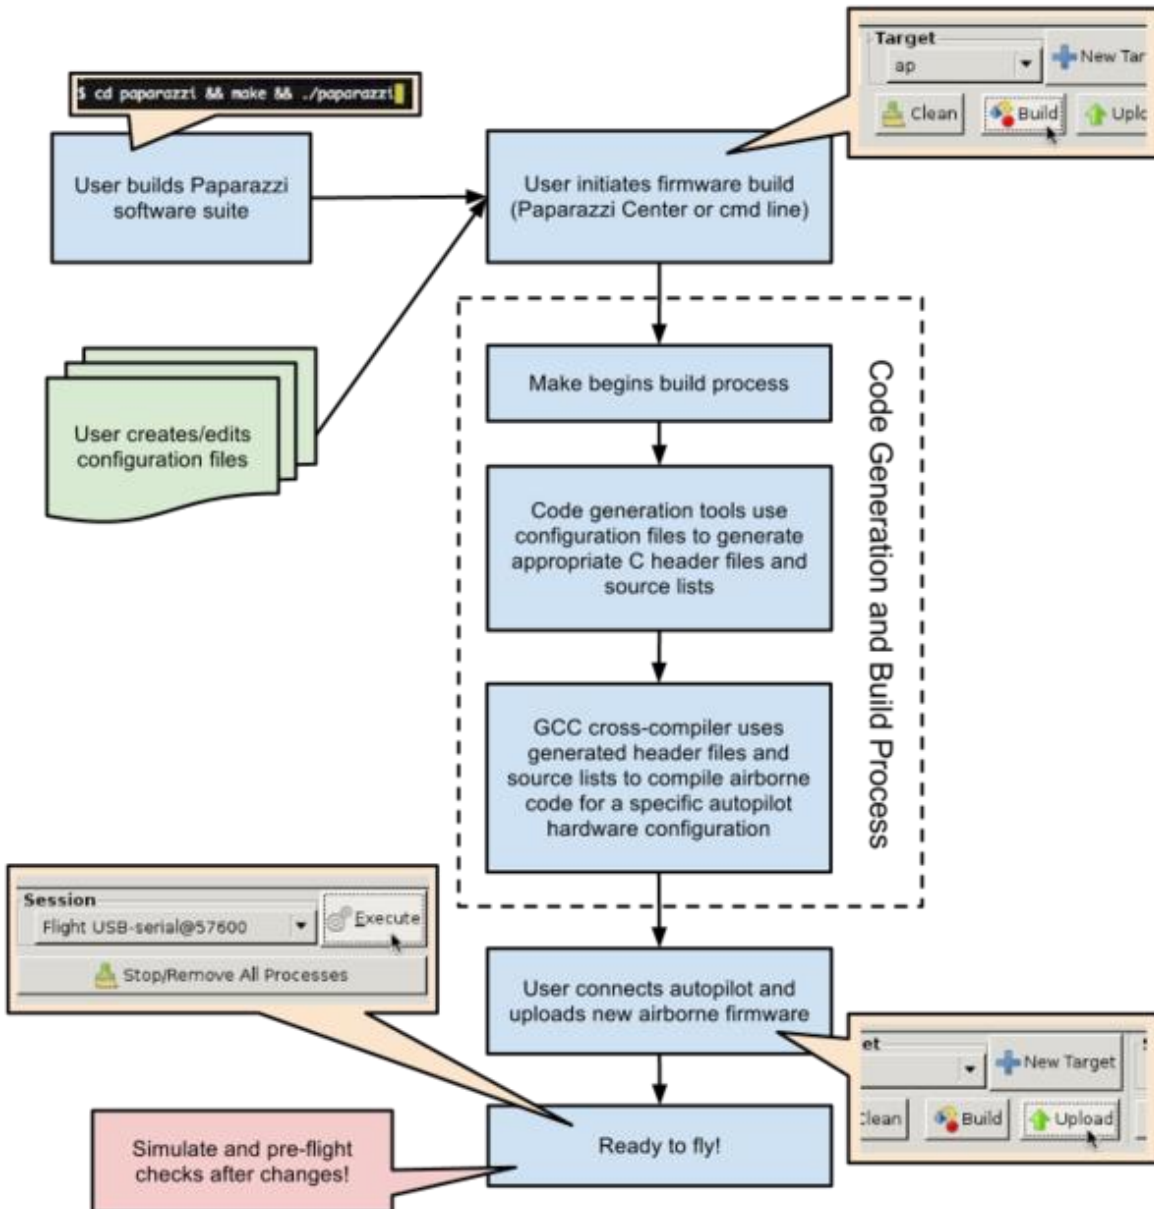 Target
ap
New Tar
Clean
Build
Uplo
$ cd paparazzi && make && ./paparazzi
User builds Paparazzi
software suite
User initiates firmware build
(Paparazzi Center or cmd line)
Make begins build process
User creates/edits
configuration files
Code generation tools use
configuration files to generate
appropriate C header files and
source lists
Code Generation and Build Process
GCC cross-compiler uses
generated header files and
source lists to compile airborne
code for a specific autopilot
hardware configuration
Session
Flight USB-serial@57600
Execute
Stop/Remove All Processes
User connects autopilot and
uploads new airborne firmware
et
New Target
Clean
Build
Upload
Simulate and pre-flight
checks after changes!
Ready to fly!